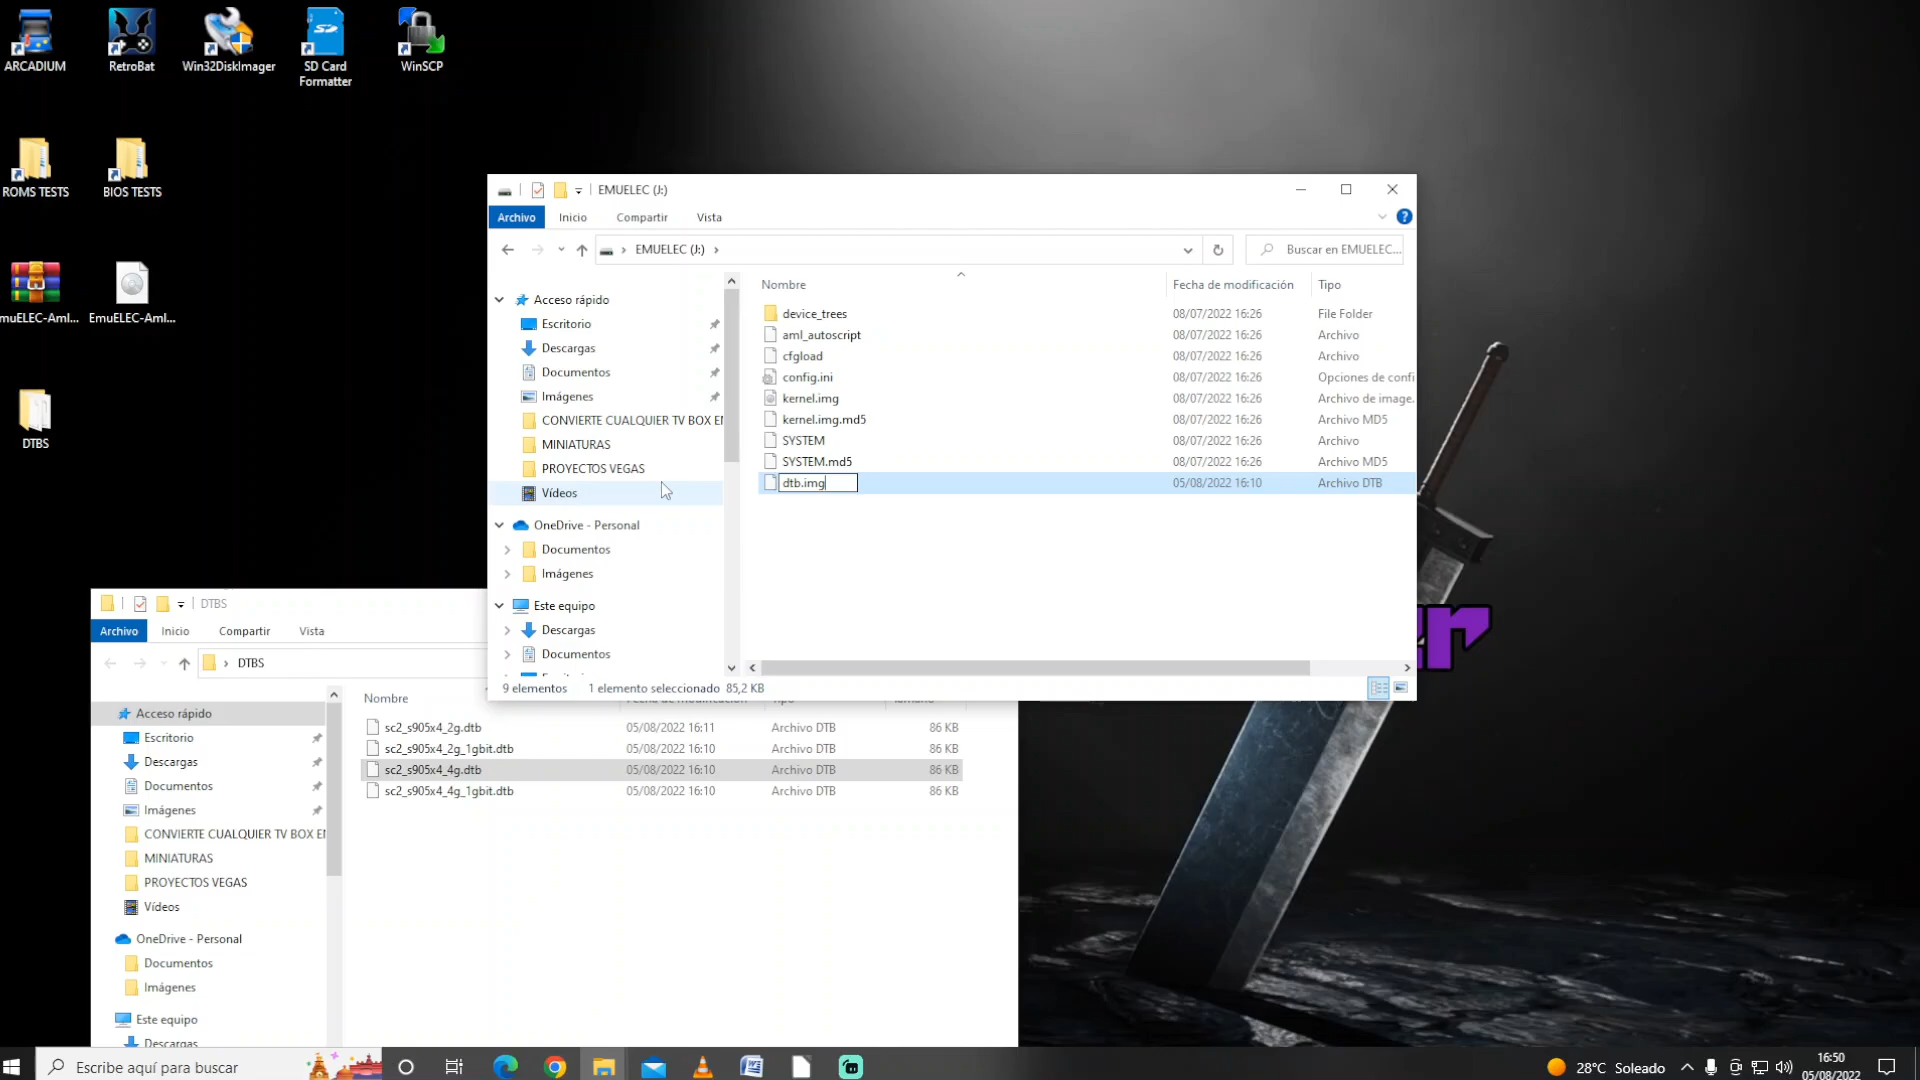 ARCADIUM
RetroBat
Win32DiskImager
SD Card
Formatter
WinSCP
ROMS TESTS
BIOS TESTS
muELEC-Aml...
EmuELEC-Aml...
DTBS
EMUELEC (J:)
Archivo Inicio Compartir Vista
EMUELEC (J:)
Buscar en EMUELEC...
Acceso rápido
Escritorio
Descargas
Documentos
Imágenes
CONVIERTE CUALQUIER TV BOX EN
MINIATURAS
PROYECTOS VEGAS
Vídeos
OneDrive - Personal
Documentos
Imágenes
Este equipo
Descargas
Documentos
Nombre Fecha de modificación Tipo
device_trees 08/07/2022 16:26 File Folder
aml_autoscript 08/07/2022 16:26 Archivo
cfgload 08/07/2022 16:26 Archivo
config.ini 08/07/2022 16:26 Opciones de confi
kernel.img 08/07/2022 16:26 Archivo de image.
kernel.img.md5 08/07/2022 16:26 Archivo MD5
SYSTEM 08/07/2022 16:26 Archivo
SYSTEM.md5 08/07/2022 16:26 Archivo MD5
dtb.img 05/08/2022 16:10 Archivo DTB
9 elementos 1 elemento seleccionado 85,2 KB
DTBS
Archivo Inicio Compartir Vista
DTBS
Acceso rápido
Escritorio
Descargas
Documentos
Imágenes
CONVIERTE CUALQUIER TV BOX EN
MINIATURAS
PROYECTOS VEGAS
Vídeos
OneDrive - Personal
Documentos
Imágenes
Este equipo
Descargas
Nombre Fecha de modificación Tipo Tamaño
sc2_s905x4_2g.dtb 05/08/2022 16:11 Archivo DTB 86 KB
sc2_s905x4_2g_1gbit.dtb 05/08/2022 16:10 Archivo DTB 86 KB
sc2_s905x4_4g.dtb 05/08/2022 16:10 Archivo DTB 86 KB
sc2_s905x4_4g_1gbit.dtb 05/08/2022 16:10 Archivo DTB 86 KB
er
Escribe aquí para buscar
28°C Soleado
16:50
05/08/2022